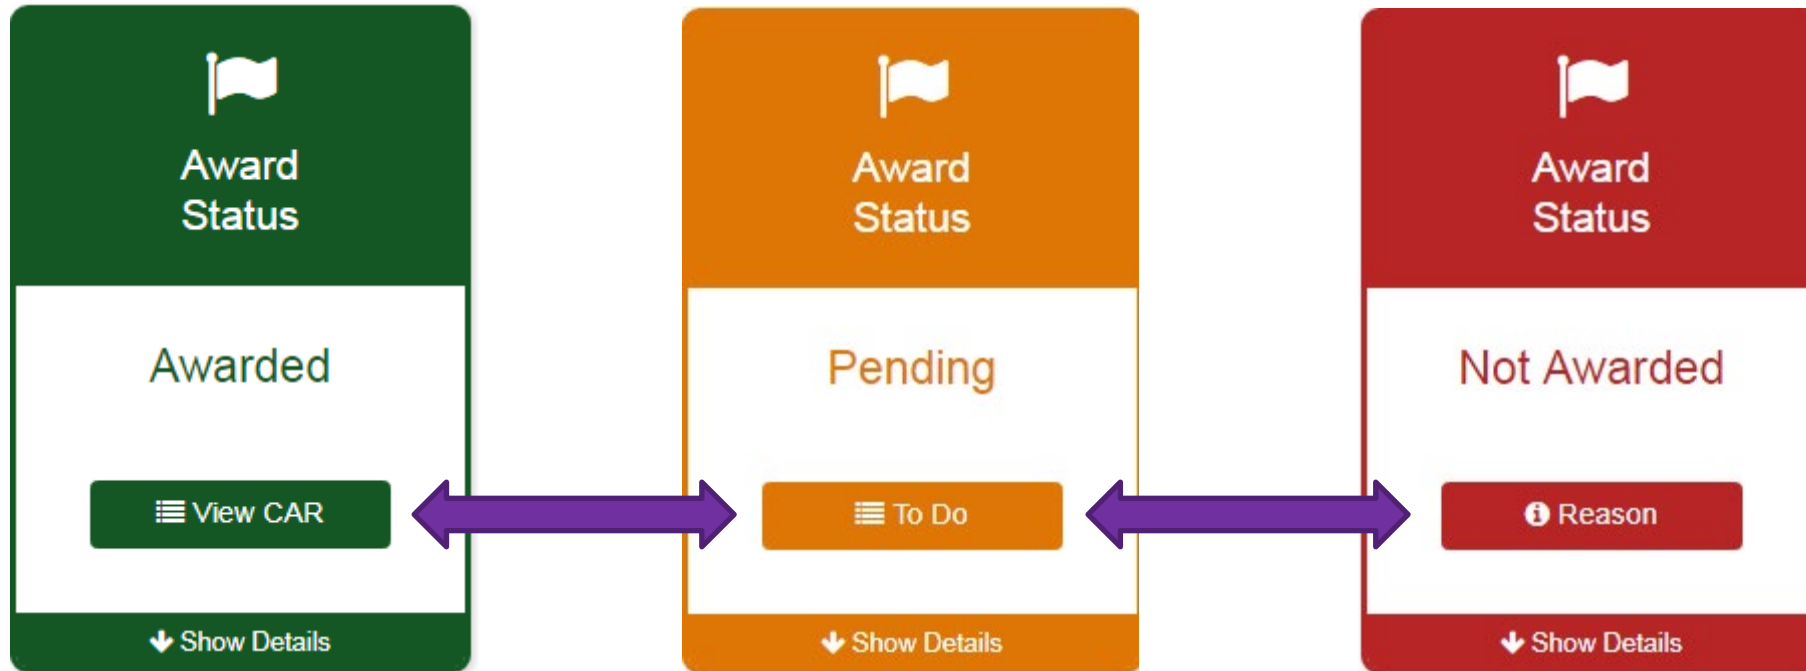 Award
Status
Awarded
View CAR
Show Details
Award
Status
Pending
To Do
Show Details
Award
Status
Not Awarded
Reason
Show Details